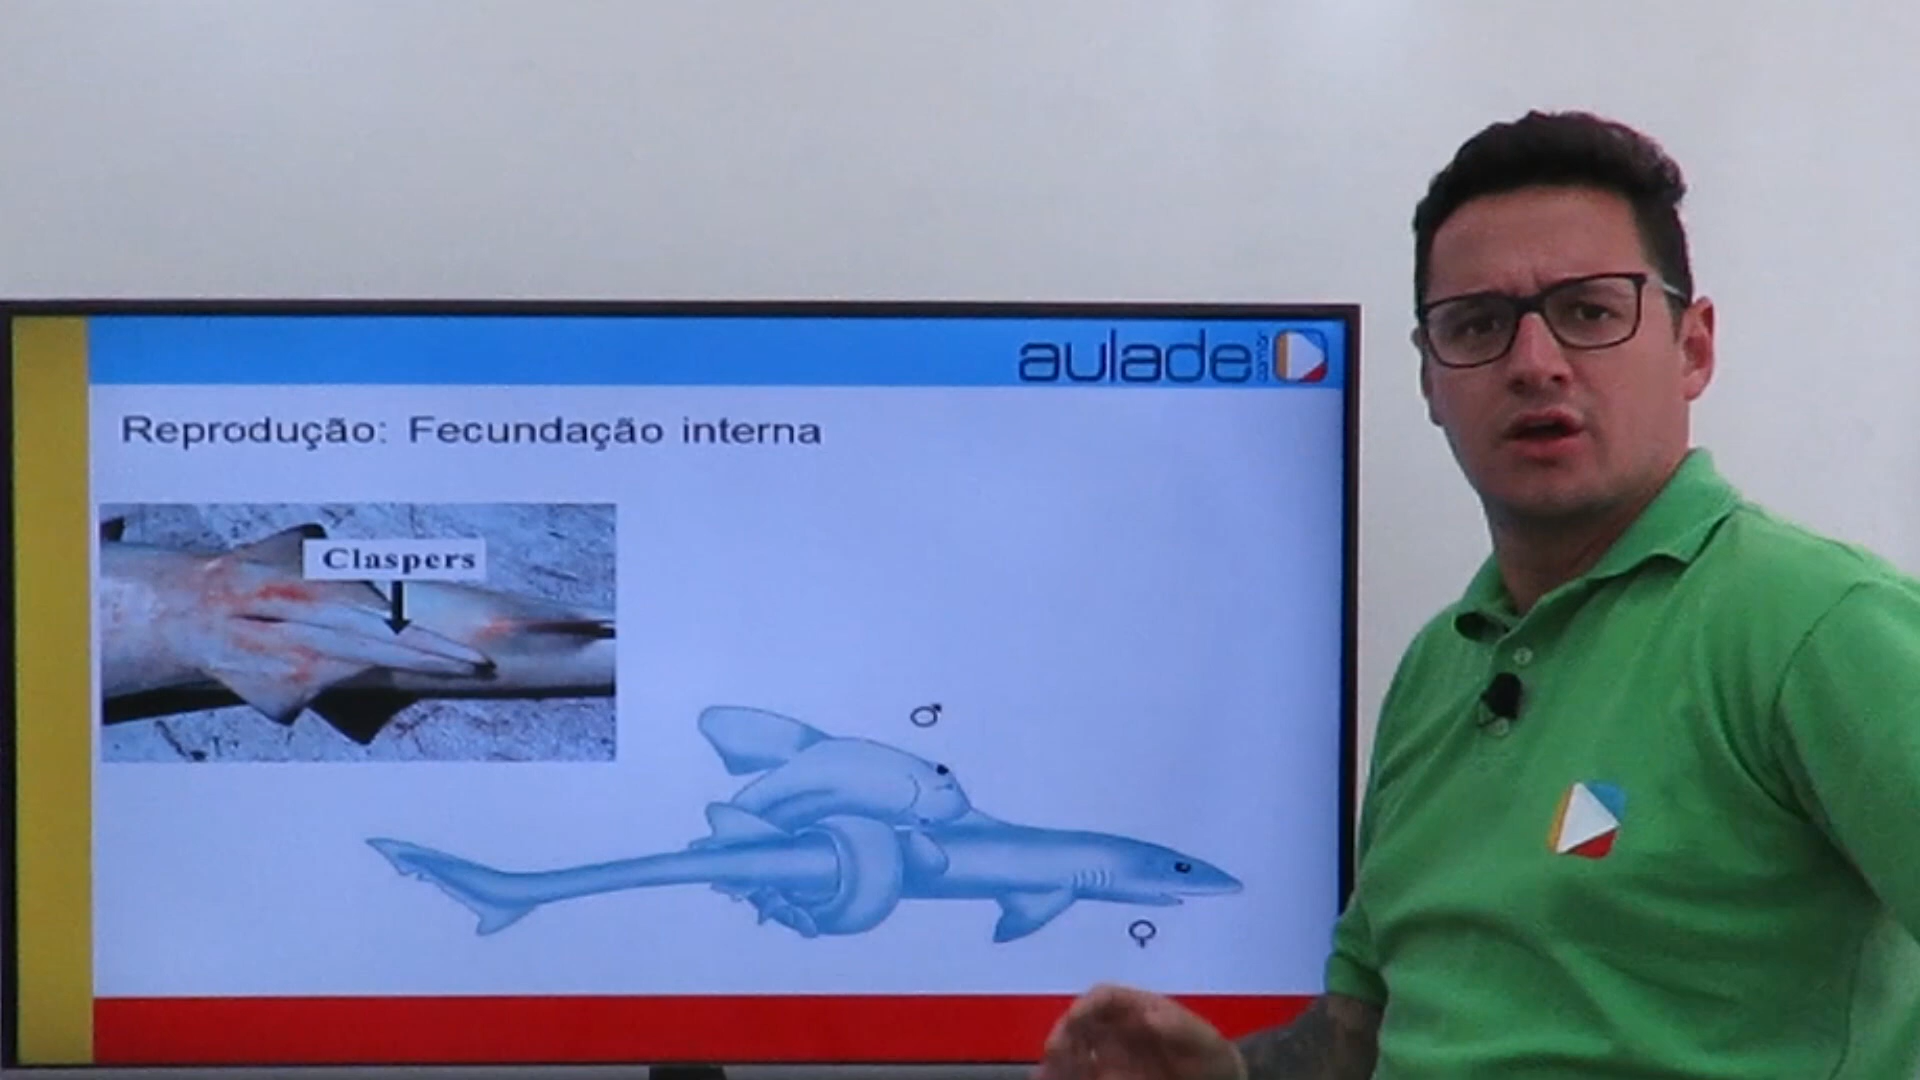 aulade
Reprodução: Fecundação interna
Claspers
♂
♀